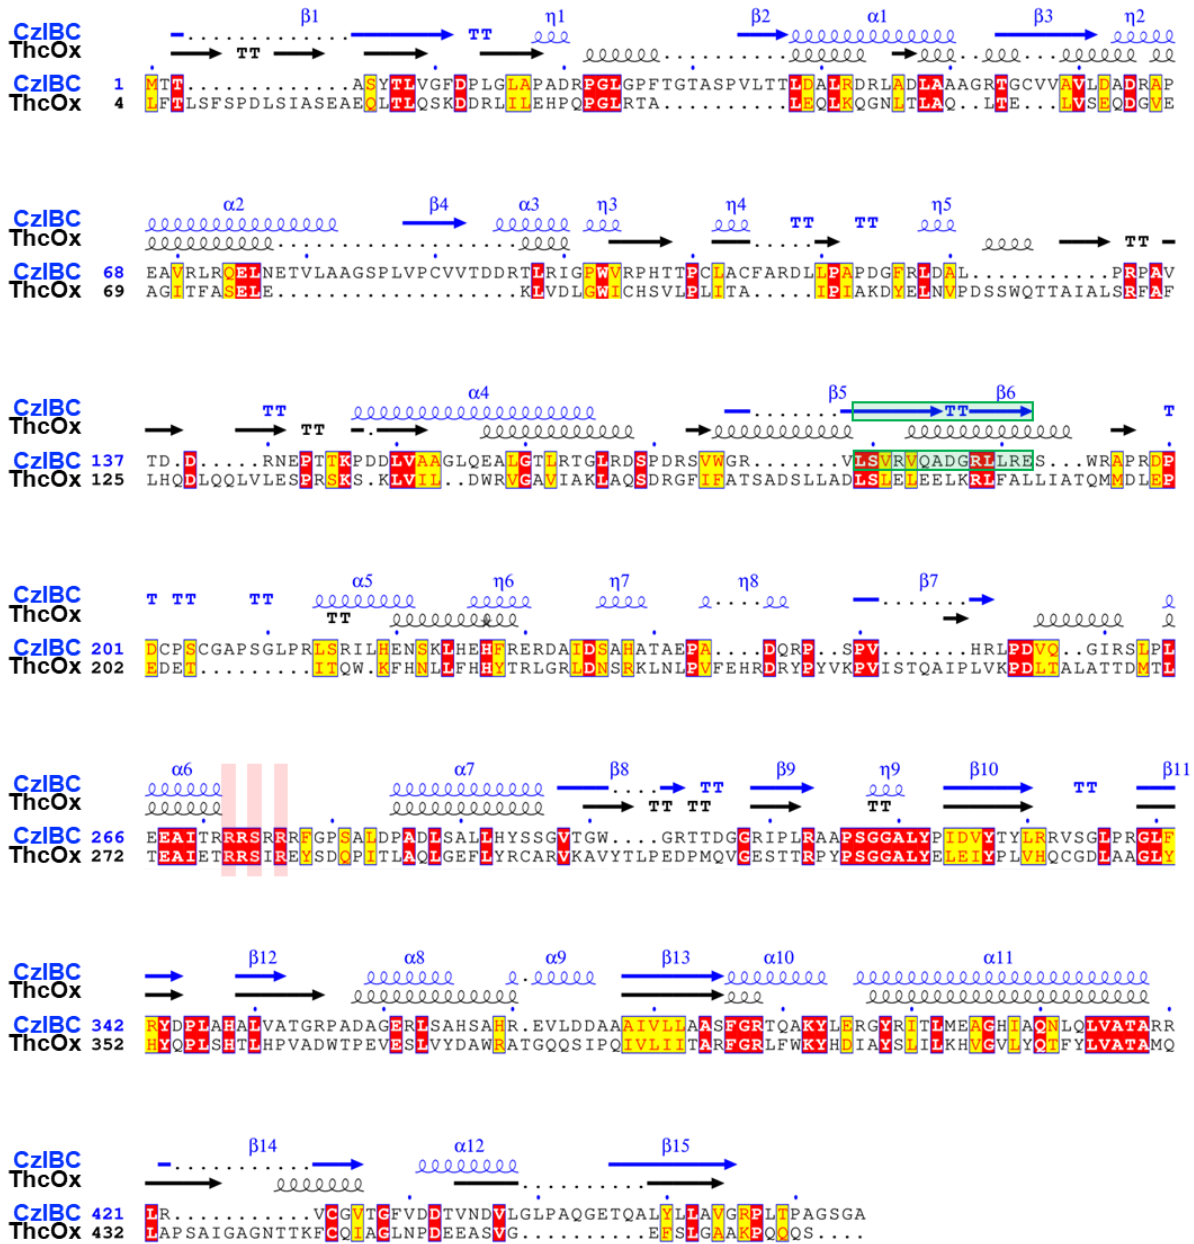 β1 η1 β2 α1 β3 η2
CzIBC TT
ThcOx TT
CzIBC 1 MTT.............ASYTLVGFDPLGLAPADRPGLGPFTGTASPVLTTLDALRDRLADLAAAGRTGCVVAVLDADRAP
ThcOx 4 LFTLSFSPDLSIASEAEQLTLQSKDDRLILEHPQPGLRTA..........LEQLKQGNLTLAQ..LTE...LVSEQDGVE
α2 β4 α3 η3 η4 η5
CzIBC TT TT
ThcOx TT
CzIBC 68 EAVRLRQELNETVLAAGSPLVPCVVTDDRTLRIGPWVRPHTTPCLACFARDLLPAPDGFRLDAL...........PRPAV
ThcOx 69 AGITFASELE...................KLVDLGWICHSVLPLITA.....IPIAKDYELNVPDSSWQTTAIALSRFAF
α4 β5 β6
CzIBC TT TT T
ThcOx TT
CzIBC 137 TD.D.....RNEPTTKPDDLVAAGLQEALGTLRTGLRDSPDRSVWGR.......VLSVRVQADGRLLRES...WRAPRDP
ThcOx 125 LHQDLQQLVLESPRSKS.KLVIL..DWRVGAVIAKLAQSDRGFIFATSADSLLADLSLELEELKRLFALLIATQMMDLEP
α5 η6 η7 η8 β7
CzIBC T TT TT
ThcOx TT
CzIBC 201 DCPSCGAPSGLPRLSRILHENSKLHEHFRERDAIDSAHATAEPA....DQRP..SPV.......HRLPDVQ..GIRSLPL
ThcOx 202 EDET.........ITQW.KFHNLLFHHYTRLGRLDNSRKLNLPVFEHRDRYPYVKPVISTQAIPLVKPDLTALATTDMTL
α6 α7 β8 β9 η9 β10 β11
CzIBC TT TT
ThcOx TT TT TT
CzIBC 266 EEAITRRRSRRRFGPSALDPADLSALLHYSSGVTGW....GRTTDGGRIPLRAAPSGGALYPIDVYTYLRRVSGLPRGLF
ThcOx 272 TEAIETRRSIREYSDQPITLAQLGEFLYRCARVKAVYTLPEDPMQVGESTTRPYPSGGALYELEIYPLVHQCGDLAAGLY
β12 α8 α9 β13 α10 α11
CzIBC
ThcOx
CzIBC 342 RYDPLAHALVATGRPADAGERLSAHSAHR.EVLDDAAAIVLLAASFGRTQAKYLERGYRITLMEAGHIAQNLQLVATARR
ThcOx 352 HYQPLSHTLHPVADWTPEVESLVYDAWRATGQQSIPQIVLIITARFGRLFWKYHDIAYSLILKHVGVLYQTFYLVATAMQ
β14 α12 β15
CzIBC
ThcOx
CzIBC 421 LR...........VCGVTGFVDDTVNDVLGLPAQGETQALYLLAVGRPLTPAGSGA
ThcOx 432 LAPSAIGAGNTTKFCQIAGLNPDEEASVG..........EFSLGAAKPQQQS....